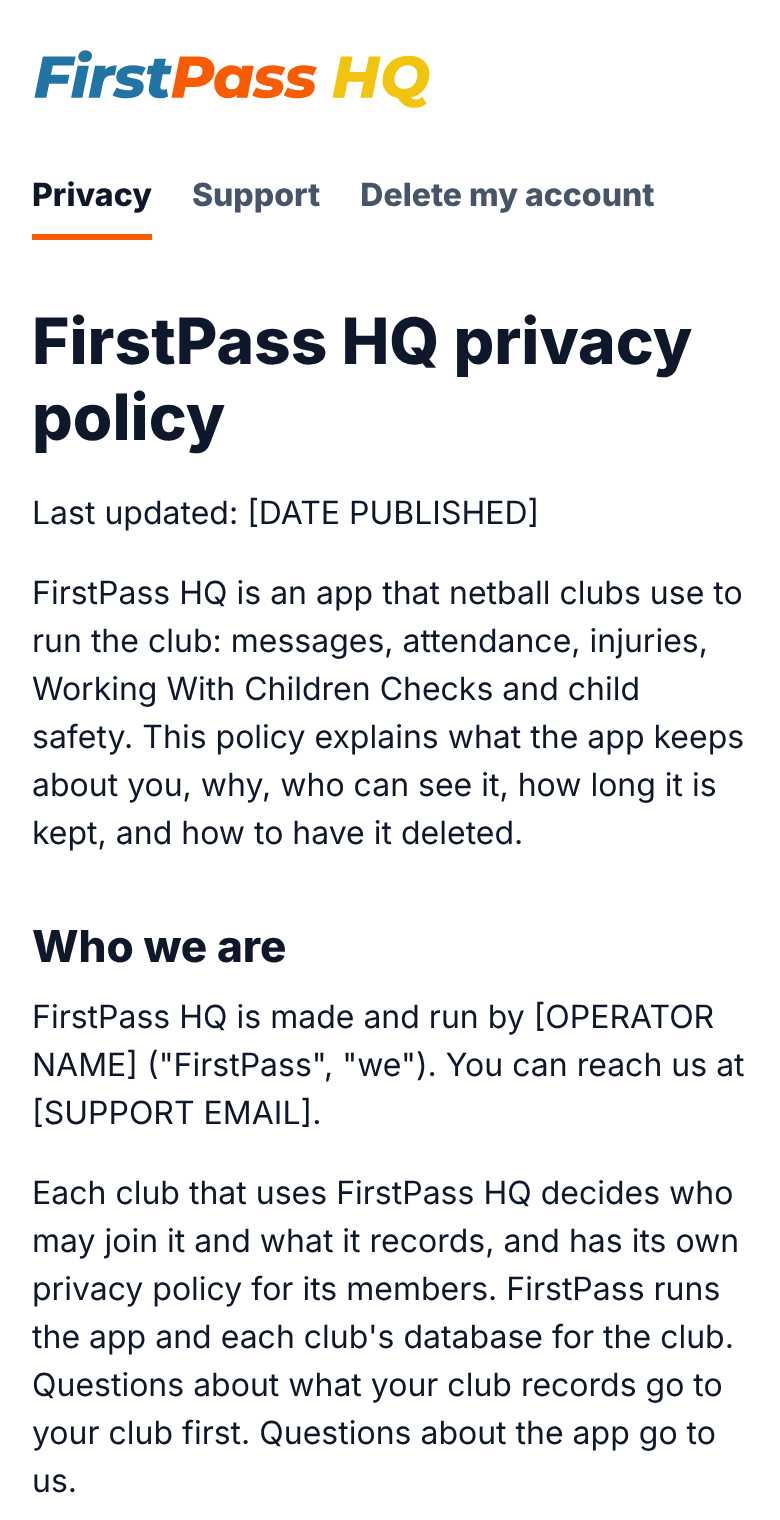 FirstPass HQ
Privacy Support Delete my account
FirstPass HQ privacy
policy
Last updated: [DATE PUBLISHED]
FirstPass HQ is an app that netball clubs use to
run the club: messages, attendance, injuries,
Working With Children Checks and child
safety. This policy explains what the app keeps
about you, why, who can see it, how long it is
kept, and how to have it deleted.
Who we are
FirstPass HQ is made and run by [OPERATOR
NAME] ("FirstPass", "we"). You can reach us at
[SUPPORT EMAIL].
Each club that uses FirstPass HQ decides who
may join it and what it records, and has its own
privacy policy for its members. FirstPass runs
the app and each club's database for the club.
Questions about what your club records go to
your club first. Questions about the app go to
us.